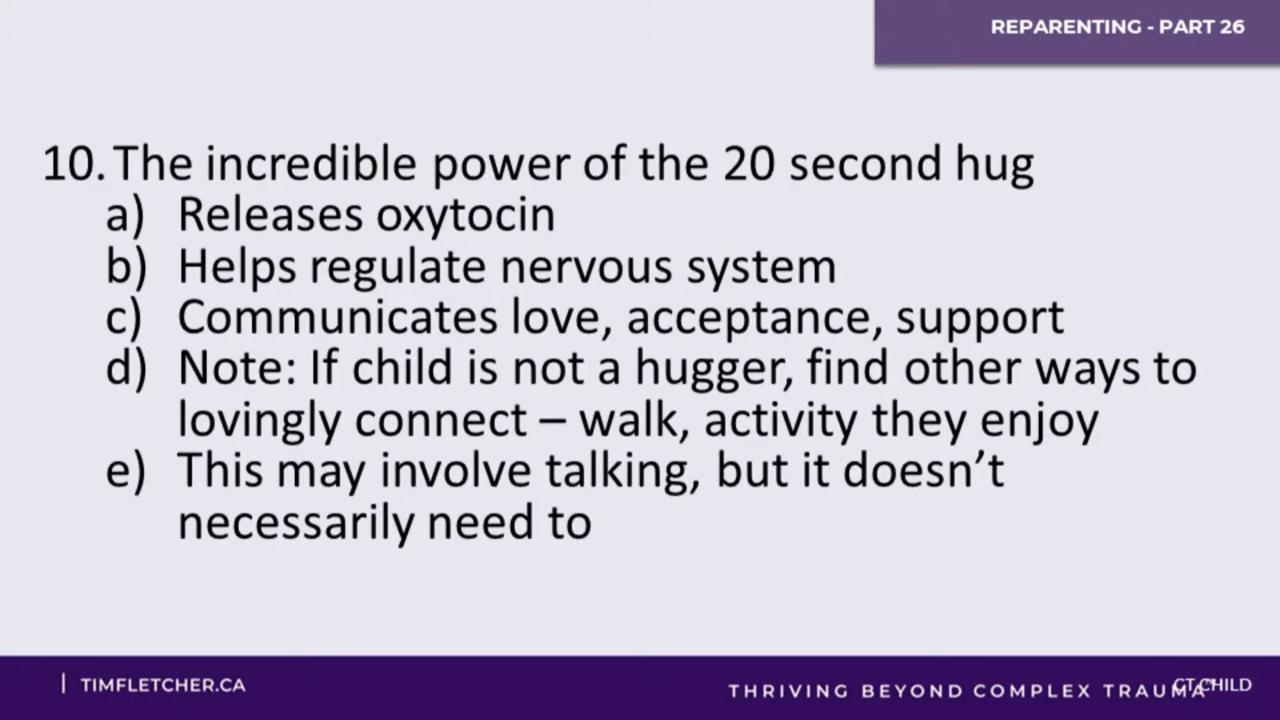 REPARENTING - PART 26
10. The incredible power of the 20 second hug
a) Releases oxytocin
b) Helps regulate nervous system
c) Communicates love, acceptance, support
d) Note: If child is not a hugger, find other ways to
lovingly connect – walk, activity they enjoy
e) This may involve talking, but it doesn’t
necessarily need to
| TIMFLETCHER.CA
THRIVING BEYOND COMPLEX TRAUMA
CT CHILD